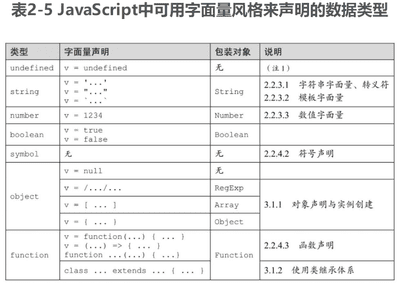 表2-5 JavaScript中可用字面量风格来声明的数据类型
类型 字面量声明 包装对象 说明
undefined v = undefined 无 （注1）
string v = '...' String 2.2.3.1 字符串字面量、转义符
v = "..." 2.2.3.2 模板字面量
v = `...`
number v = 1234 Number 2.2.3.3 数值字面量
boolean v = true Boolean
v = false
symbol 无 无 2.2.4.2 符号声明
object v = null 无 3.1.1 对象声明与实例创建
v = /.../... RegExp
v = [ ... ] Array
v = { ... } Object
function v = function(...) { ... } Function 2.2.4.3 函数声明
v = (...) => { ... }
function ...(...) { ... }
class ... extends ... { ... } 3.1.2 使用类继承体系